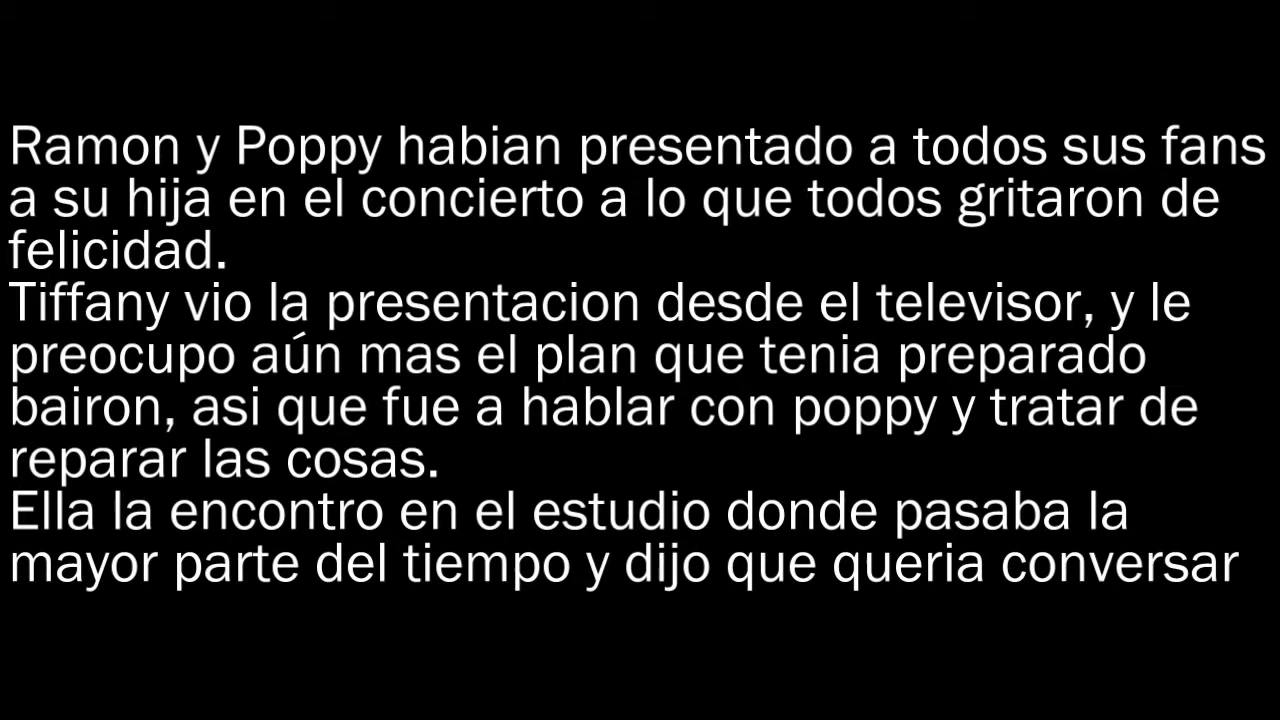 Ramon y Poppy habian presentado a todos sus fans
a su hija en el concierto a lo que todos gritaron de
felicidad.
Tiffany vio la presentacion desde el televisor, y le
preocupo aún mas el plan que tenia preparado
bairon, asi que fue a hablar con poppy y tratar de
reparar las cosas.
Ella la encontro en el estudio donde pasaba la
mayor parte del tiempo y dijo que queria conversar